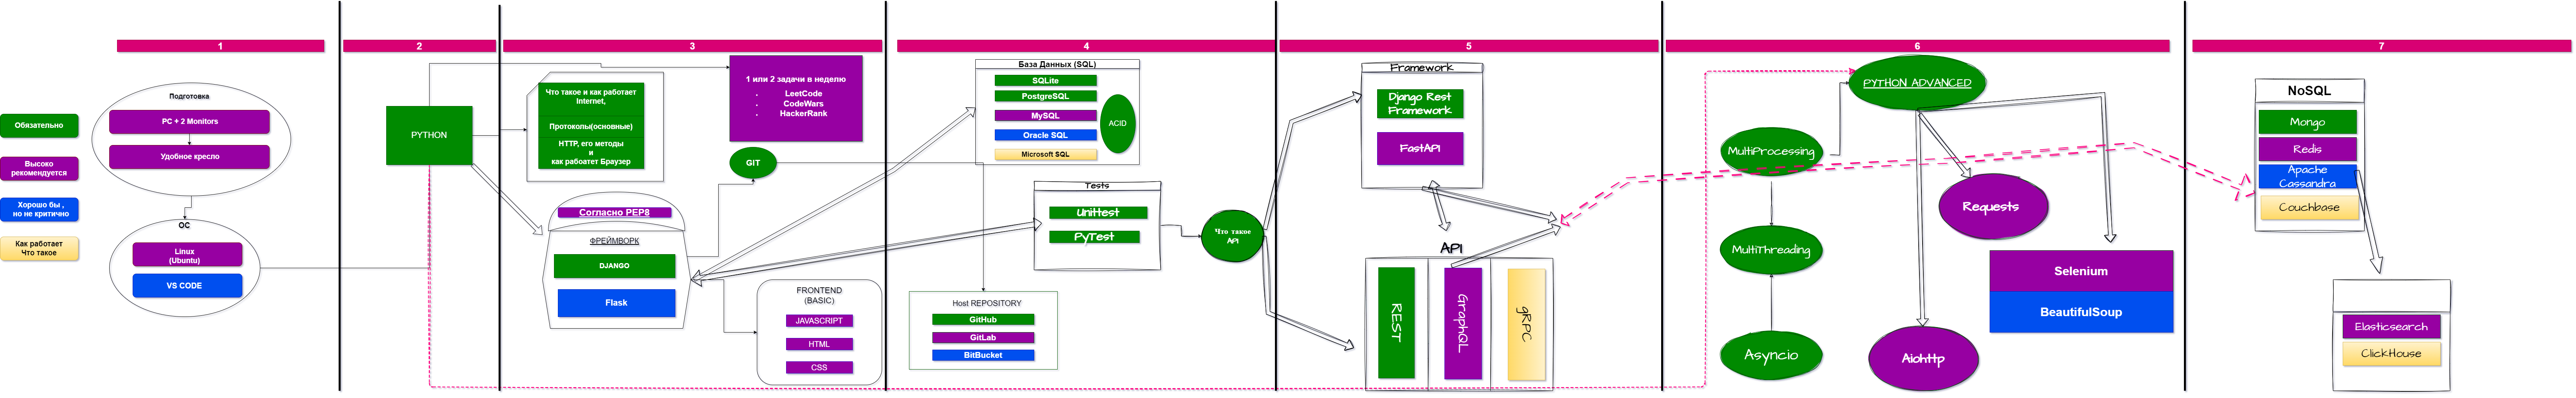 1
2
3
4
5
6
7
Обязательно
Высоко
рекомендуется
Хорошо бы ,
но не критично
Как работает
Что такое
Подготовка
PC + 2 Monitors
Удобное кресло
ОС
Linux
(Ubuntu)
VS CODE
PYTHON
Что такое и как работает
Internet,
Протоколы(основные)
HTTP, его методы
и
как рабоатет Браузер
1 или 2 задачи в неделю
LeetCode
CodeWars
HackerRank
GIT
Согласно PEP8
ФРЕЙМВОРК
DJANGO
Flask
FRONTEND
(BASIC)
JAVASCRIPT
HTML
CSS
База Данных (SQL)
SQLite
PostgreSQL
MySQL
Oracle SQL
Microsoft SQL
ACID
Tests
Unittest
PyTest
Host REPOSITORY
GitHub
GitLab
BitBucket
Что такое
API
Framework
Django Rest
Framework
FastAPI
API
REST
GraphQL
gRPC
PYTHON ADVANCED
MultiProcessing
MultiThreading
Asyncio
Requests
Aiohttp
Selenium
BeautifulSoup
NoSQL
Mongo
Redis
Apache
Cassandra
Couchbase
Elasticsearch
ClickHouse